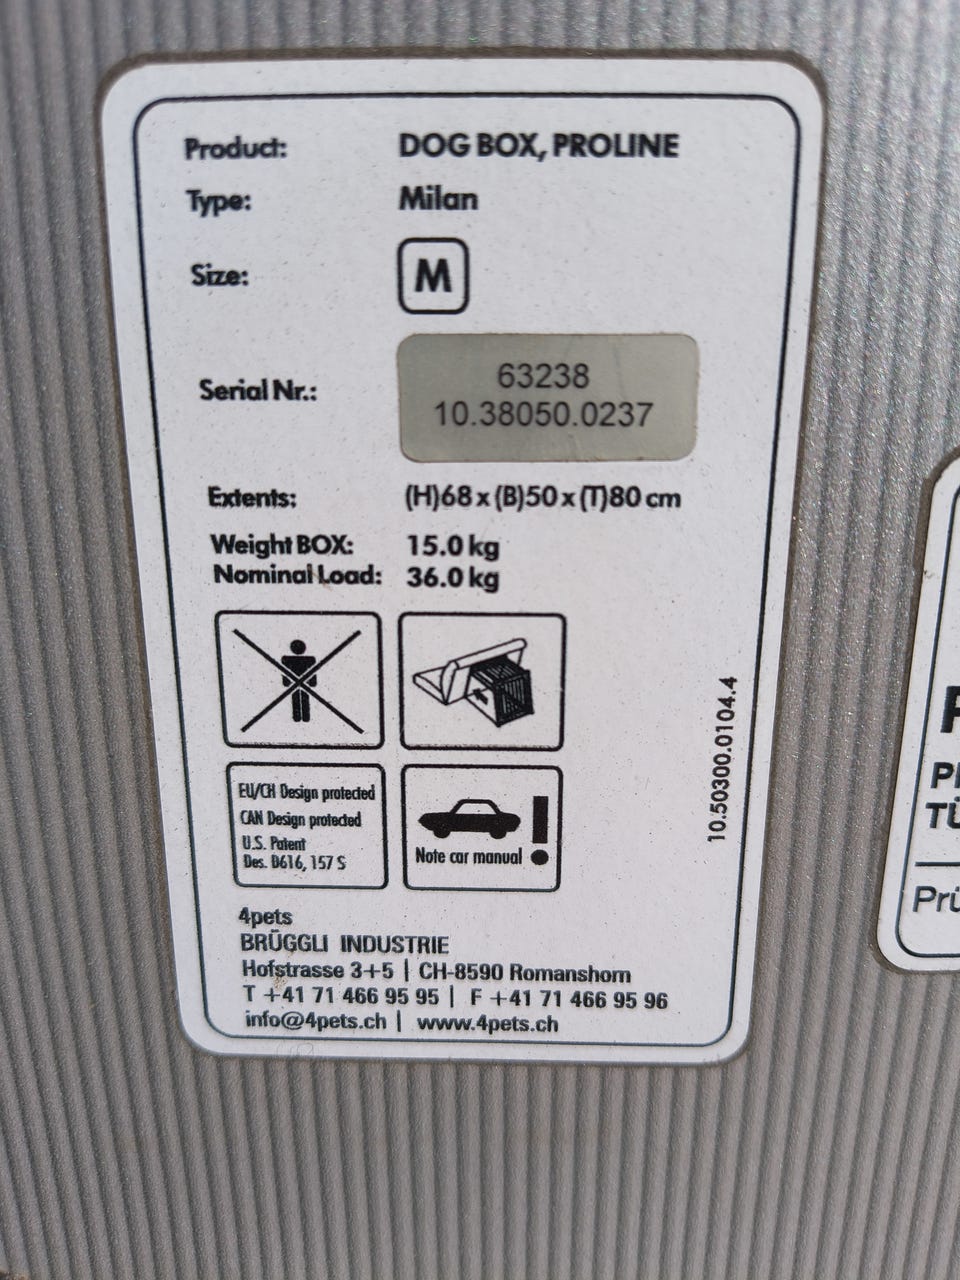 Product: DOG BOX, PROLINE
Type: Milan
Size: M
Serial Nr.: 63238
10.38050.0237
Extents: (H)68 x (B)50 x (T)80 cm
Weight BOX: 15.0 kg
Nominal Load: 36.0 kg
EU/CH Design protected
CAN Design protected
U.S. Patent
Des. D616, 157 S
Note car manual
10.50300.0104.4
4pets
BRÜGGLI INDUSTRIE
Hofstrasse 3+5 | CH-8590 Romanshorn
T +41 71 466 95 95 | F +41 71 466 95 96
info@4pets.ch | www.4pets.ch